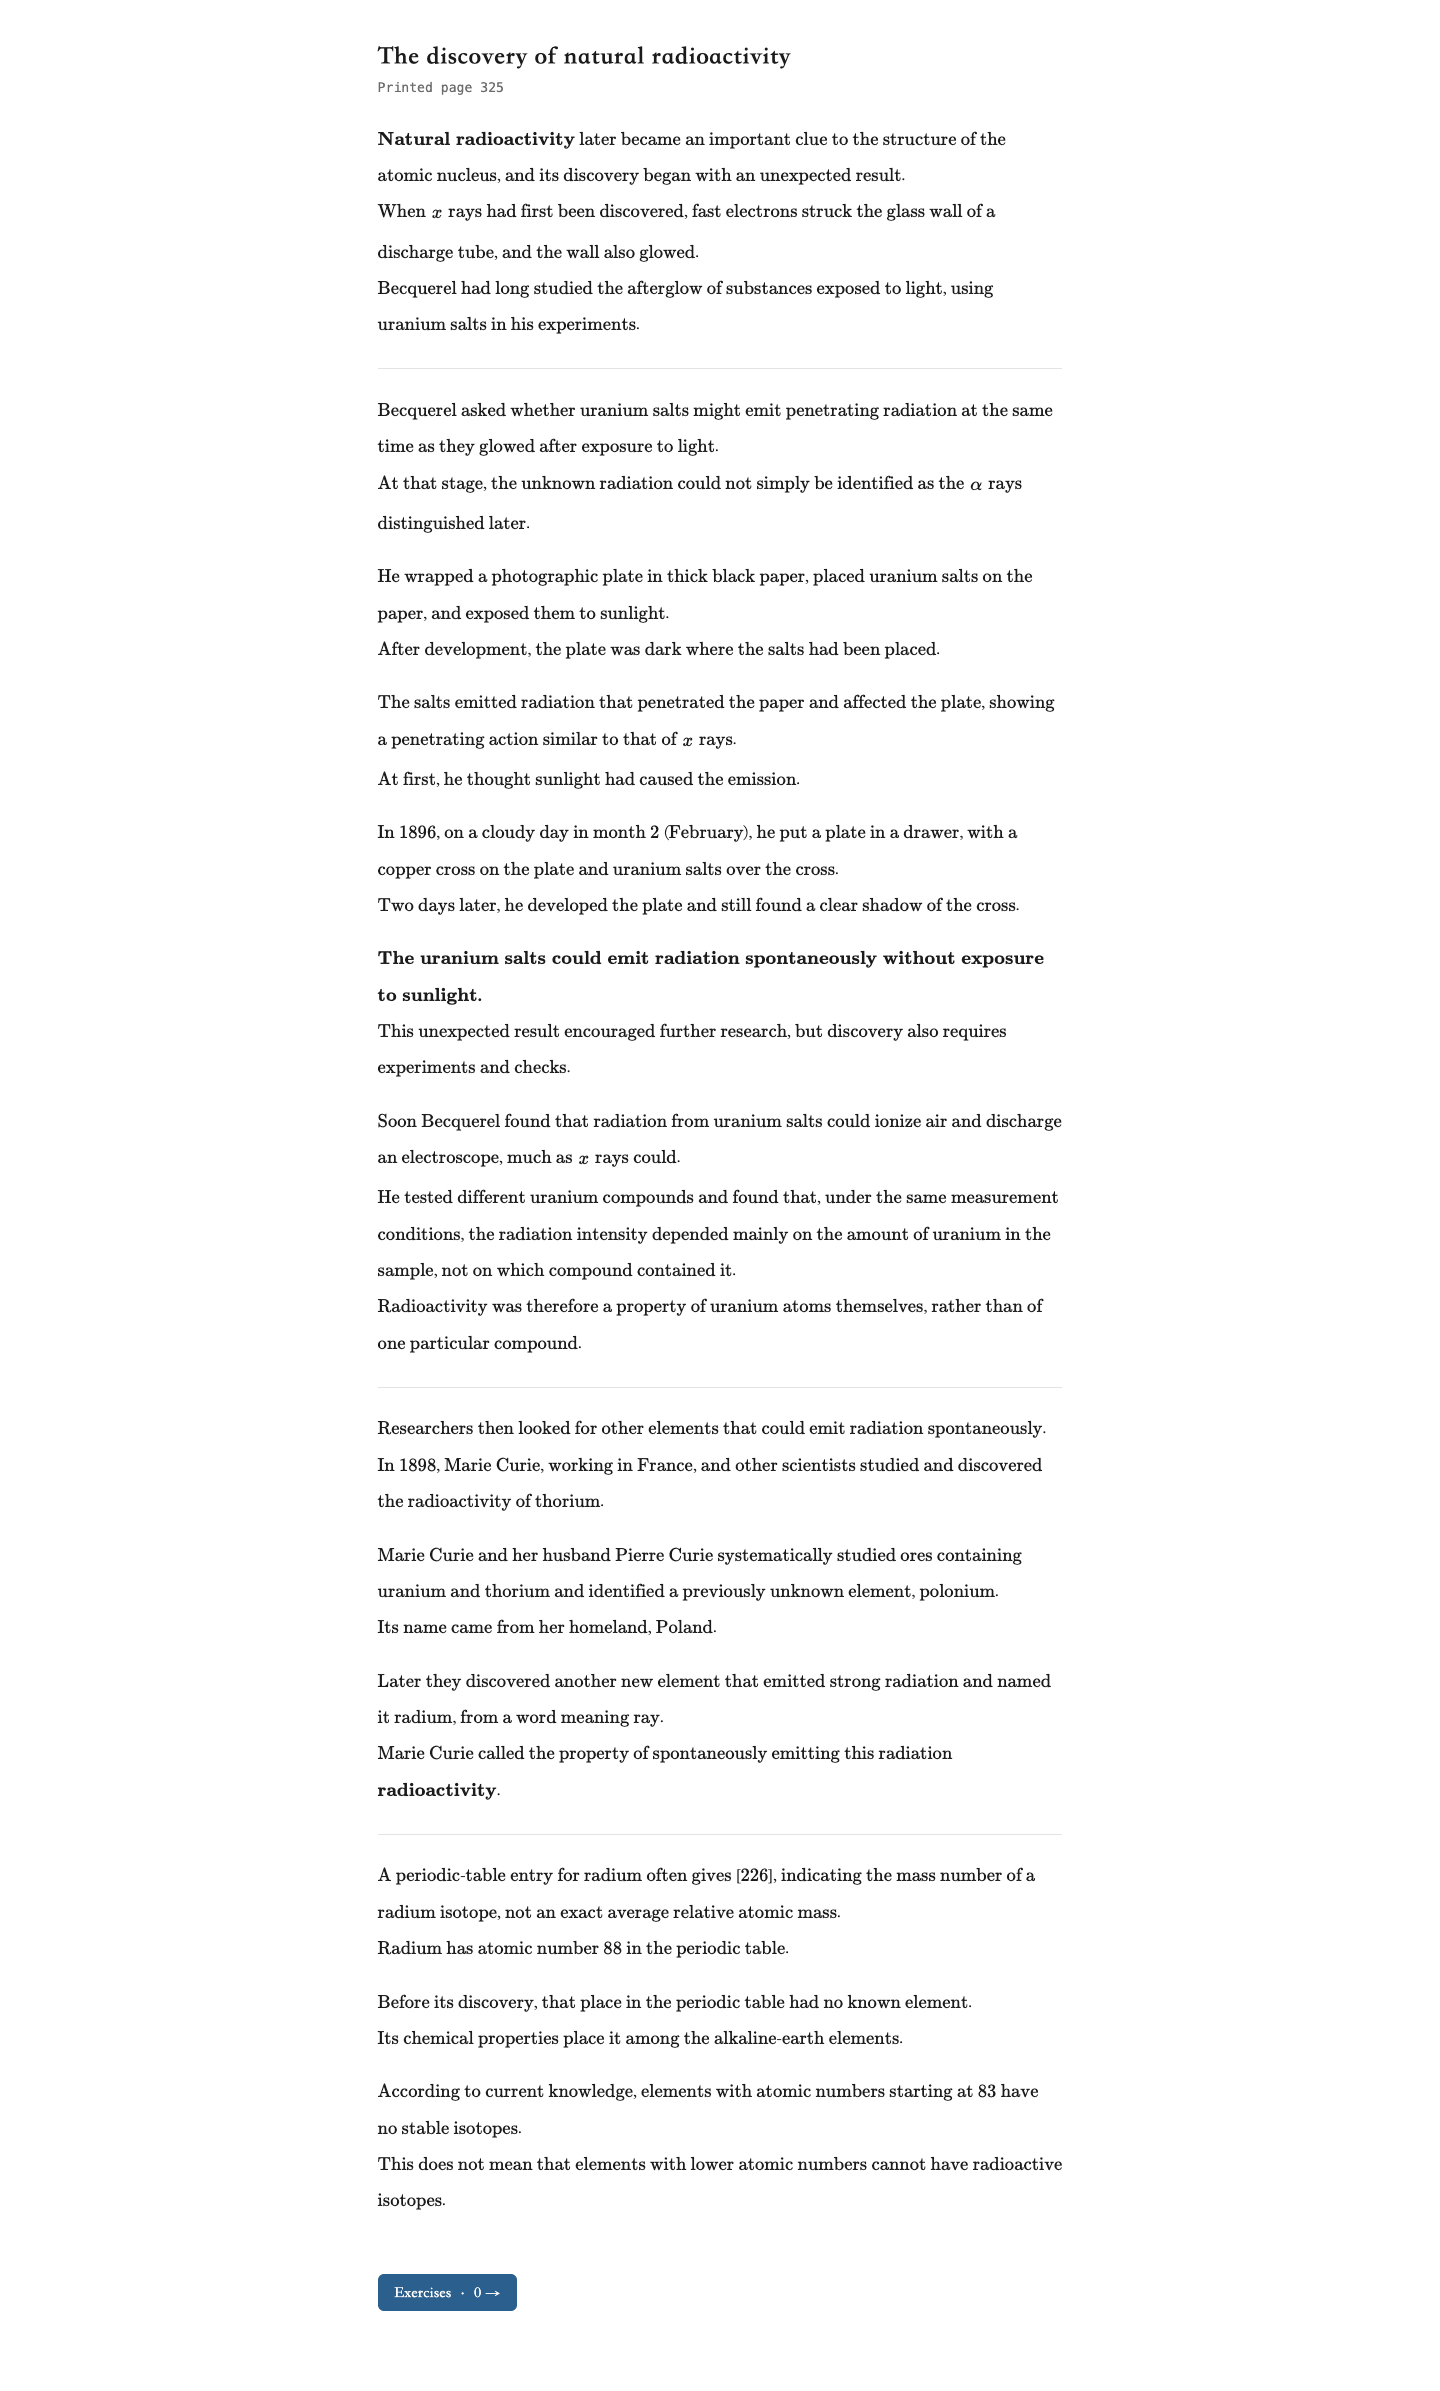 The discovery of natural radioactivity
Printed page 325
Natural radioactivity later became an important clue to the structure of the
atomic nucleus, and its discovery began with an unexpected result.
When x rays had first been discovered, fast electrons struck the glass wall of a
discharge tube, and the wall also glowed.
Becquerel had long studied the afterglow of substances exposed to light, using
uranium salts in his experiments.
Becquerel asked whether uranium salts might emit penetrating radiation at the same
time as they glowed after exposure to light.
At that stage, the unknown radiation could not simply be identified as the α rays
distinguished later.
He wrapped a photographic plate in thick black paper, placed uranium salts on the
paper, and exposed them to sunlight.
After development, the plate was dark where the salts had been placed.
The salts emitted radiation that penetrated the paper and affected the plate, showing
a penetrating action similar to that of x rays.
At first, he thought sunlight had caused the emission.
In 1896, on a cloudy day in month 2 (February), he put a plate in a drawer, with a
copper cross on the plate and uranium salts over the cross.
Two days later, he developed the plate and still found a clear shadow of the cross.
The uranium salts could emit radiation spontaneously without exposure
to sunlight.
This unexpected result encouraged further research, but discovery also requires
experiments and checks.
Soon Becquerel found that radiation from uranium salts could ionize air and discharge
an electroscope, much as x rays could.
He tested different uranium compounds and found that, under the same measurement
conditions, the radiation intensity depended mainly on the amount of uranium in the
sample, not on which compound contained it.
Radioactivity was therefore a property of uranium atoms themselves, rather than of
one particular compound.
Researchers then looked for other elements that could emit radiation spontaneously.
In 1898, Marie Curie, working in France, and other scientists studied and discovered
the radioactivity of thorium.
Marie Curie and her husband Pierre Curie systematically studied ores containing
uranium and thorium and identified a previously unknown element, polonium.
Its name came from her homeland, Poland.
Later they discovered another new element that emitted strong radiation and named
it radium, from a word meaning ray.
Marie Curie called the property of spontaneously emitting this radiation
radioactivity.
A periodic-table entry for radium often gives [226], indicating the mass number of a
radium isotope, not an exact average relative atomic mass.
Radium has atomic number 88 in the periodic table.
Before its discovery, that place in the periodic table had no known element.
Its chemical properties place it among the alkaline-earth elements.
According to current knowledge, elements with atomic numbers starting at 83 have
no stable isotopes.
This does not mean that elements with lower atomic numbers cannot have radioactive
isotopes.
Exercises · 0 →